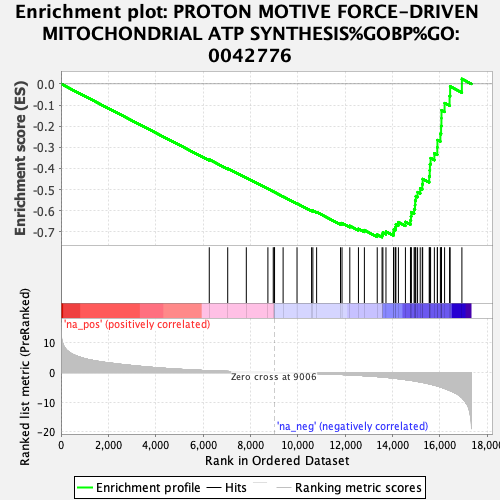 Enrichment plot: PROTON MOTIVE FORCE-DRIVEN
MITOCHONDRIAL ATP SYNTHESIS%GOBP%GO:
0042776
Enrichment score (ES)
0.0
-0.1
-0.2
-0.3
-0.4
-0.5
-0.6
-0.7
'na_pos' (positively correlated)
Ranked list metric (PreRanked)
10
5
0
-5
-10
-20
Zero cross at 9006
'na_neg' (negatively correlated)
0
2,000
4,000
6,000
8,000
10,000
12,000
14,000
16,000
18,000
Rank in Ordered Dataset
Enrichment profile
Hits
Ranking metric scores